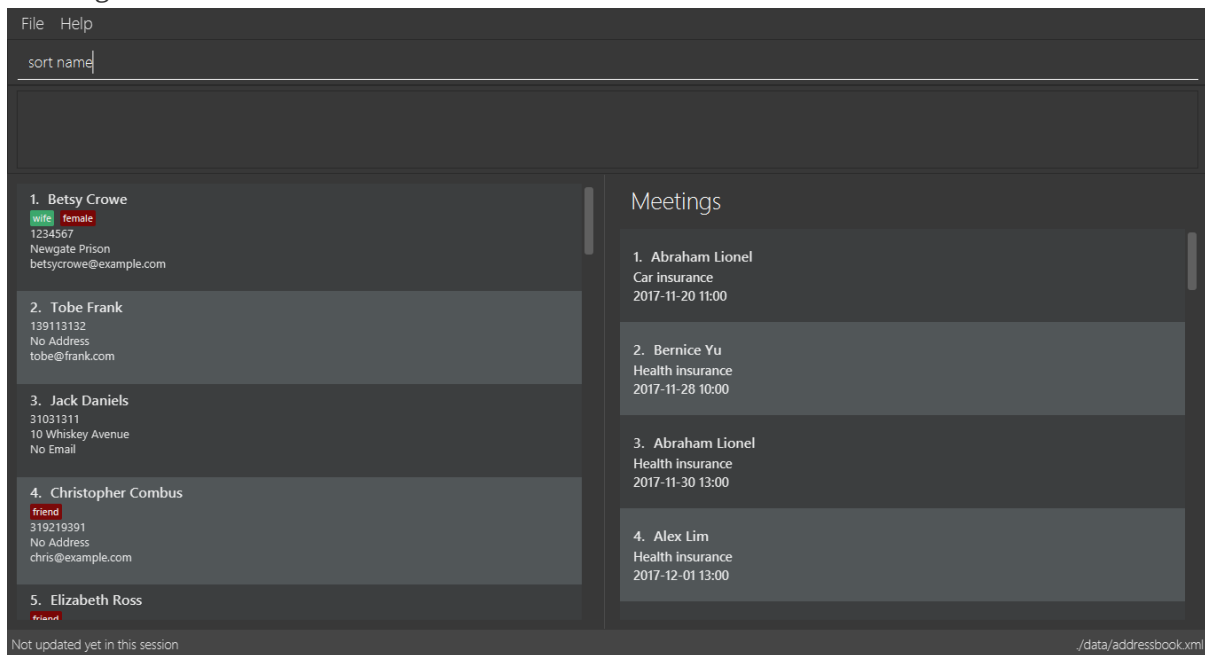 File Help
sort name
1. Betsy Crowe
wife female
1234567
Newgate Prison
betsycrowe@example.com
2. Tobe Frank
139113132
No Address
tobe@frank.com
3. Jack Daniels
31031311
10 Whiskey Avenue
No Email
4. Christopher Combus
friend
319219391
No Address
chris@example.com
5. Elizabeth Ross
friend
Meetings
1. Abraham Lionel
Car insurance
2017-11-20 11:00
2. Bernice Yu
Health insurance
2017-11-28 10:00
3. Abraham Lionel
Health insurance
2017-11-30 13:00
4. Alex Lim
Health insurance
2017-12-01 13:00
Not updated yet in this session
./data/addressbook.xml